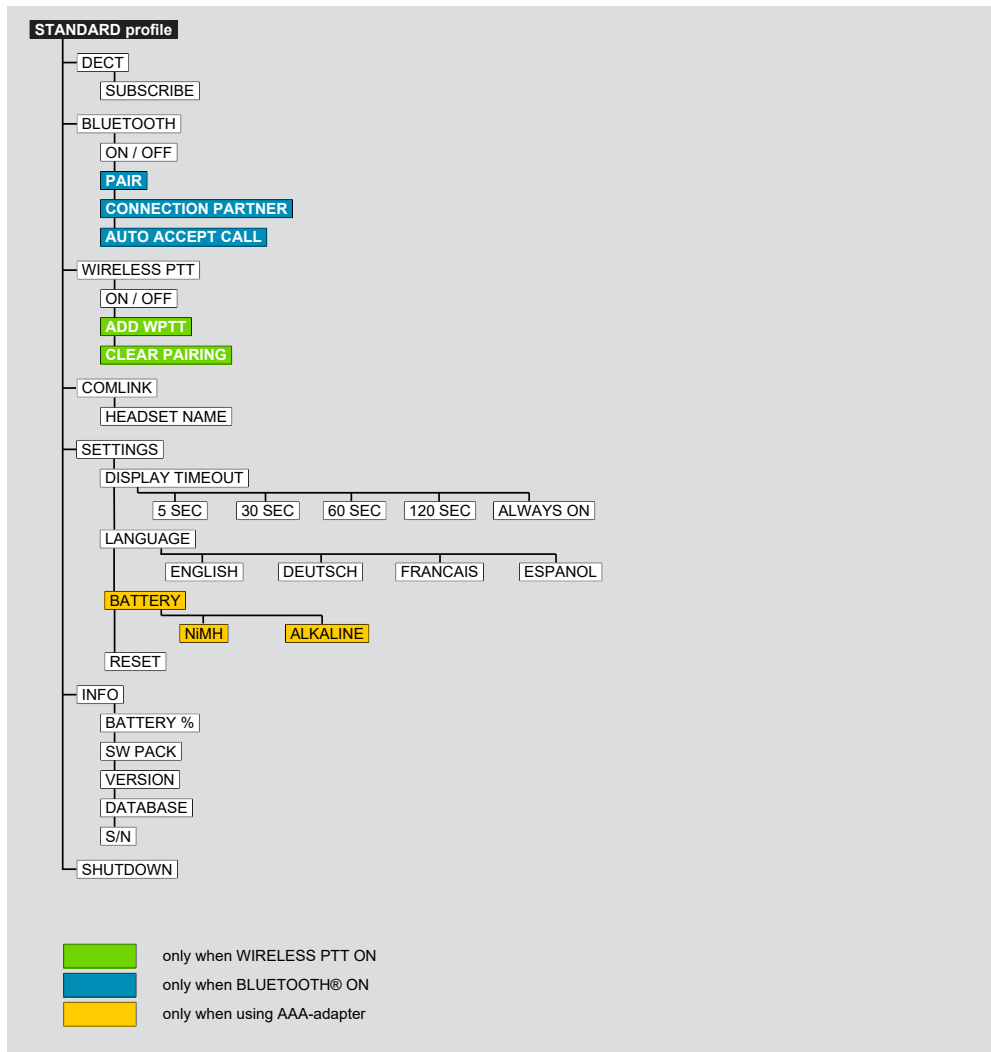 STANDARD profile
DECT
SUBSCRIBE
BLUETOOTH
ON / OFF
PAIR
CONNECTION PARTNER
AUTO ACCEPT CALL
WIRELESS PTT
ON / OFF
ADD WPTT
CLEAR PAIRING
COMLINK
HEADSET NAME
SETTINGS
DISPLAY TIMEOUT
5 SEC 30 SEC 60 SEC 120 SEC ALWAYS ON
LANGUAGE
ENGLISH DEUTSCH FRANCAIS ESPANOL
BATTERY
NiMH ALKALINE
RESET
INFO
BATTERY %
SW PACK
VERSION
DATABASE
S/N
SHUTDOWN
only when WIRELESS PTT ON
only when BLUETOOTH® ON
only when using AAA-adapter